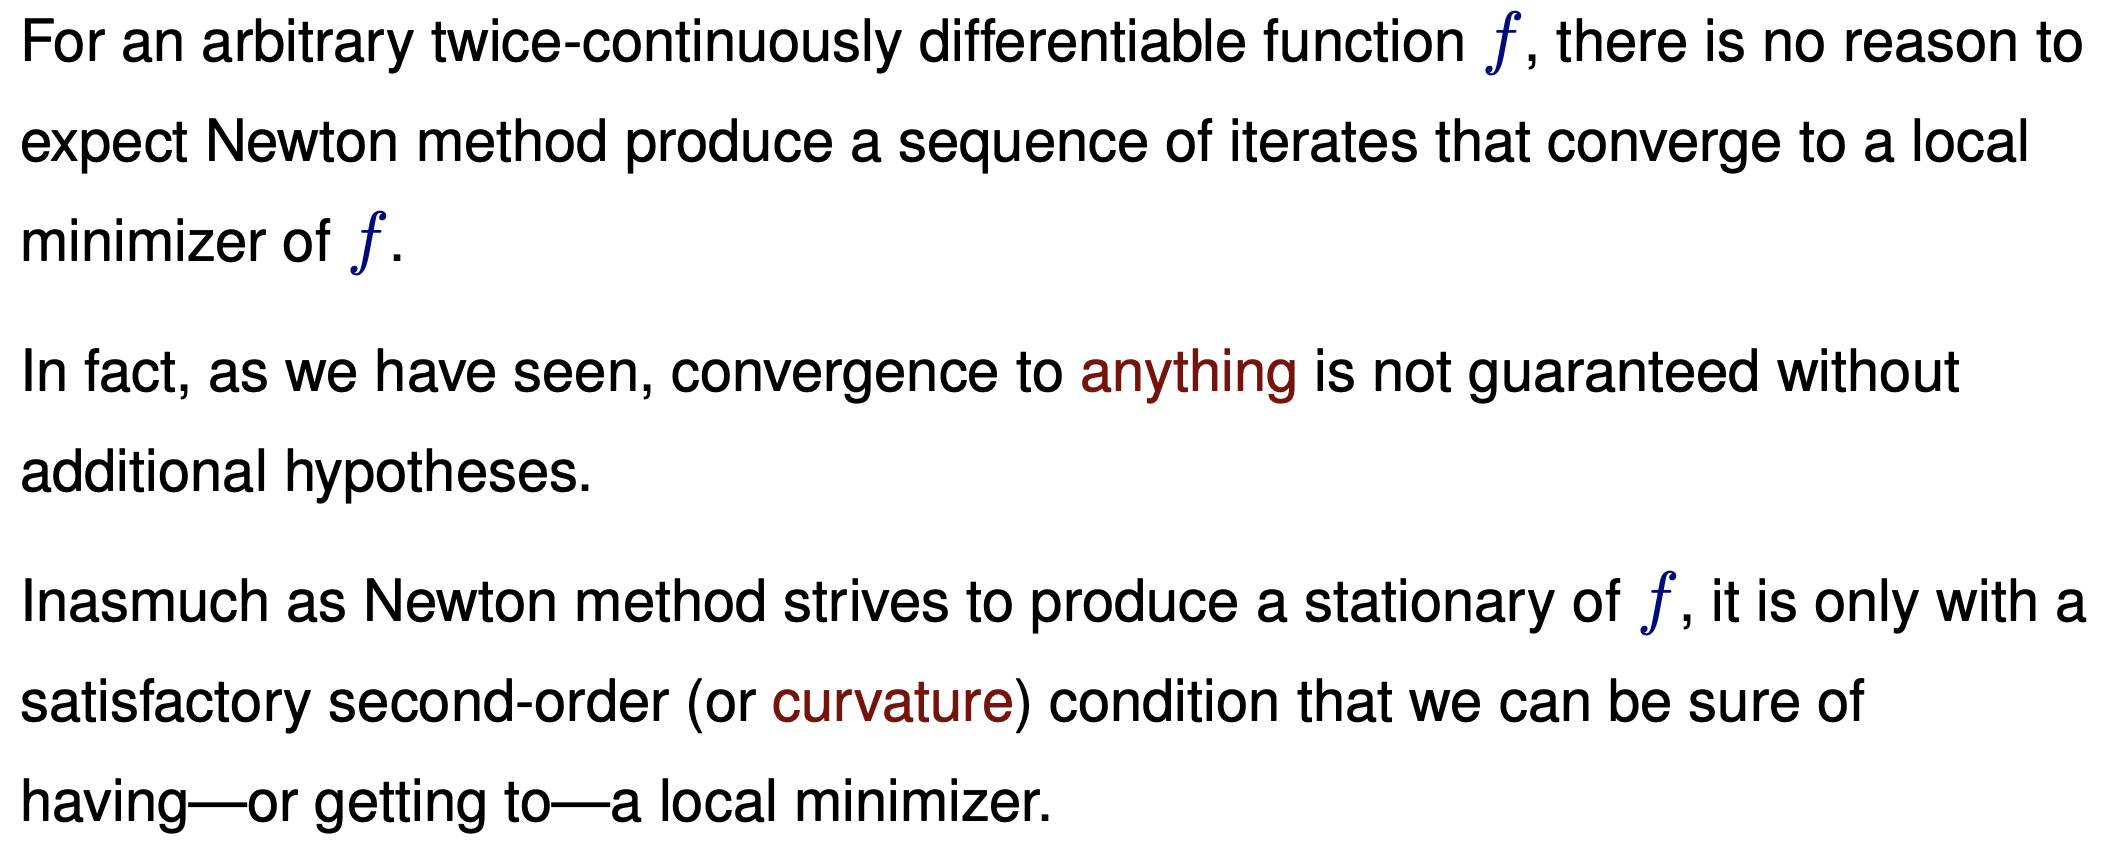 For an arbitrary twice-continuously differentiable function f, there is no reason to
expect Newton method produce a sequence of iterates that converge to a local
minimizer of f.
In fact, as we have seen, convergence to anything is not guaranteed without
additional hypotheses.
Inasmuch as Newton method strives to produce a stationary of f, it is only with a
satisfactory second-order (or curvature) condition that we can be sure of
having—or getting to—a local minimizer.